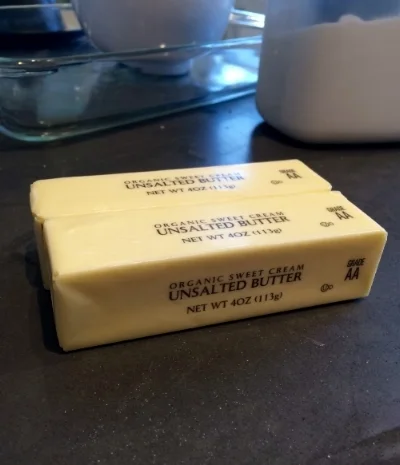 ORGANIC SWEET CREAM
UNSALTED BUTTER
NET WT 4OZ (113g)
GRADE
AA
ORGANIC SWEET CREAM
UNSALTED BUTTER
NET WT 4OZ (113g)
GRADE
AA
ORGANIC SWEET CREAM
UNSALTED BUTTER
NET WT 4OZ (113g)
GRADE
AA